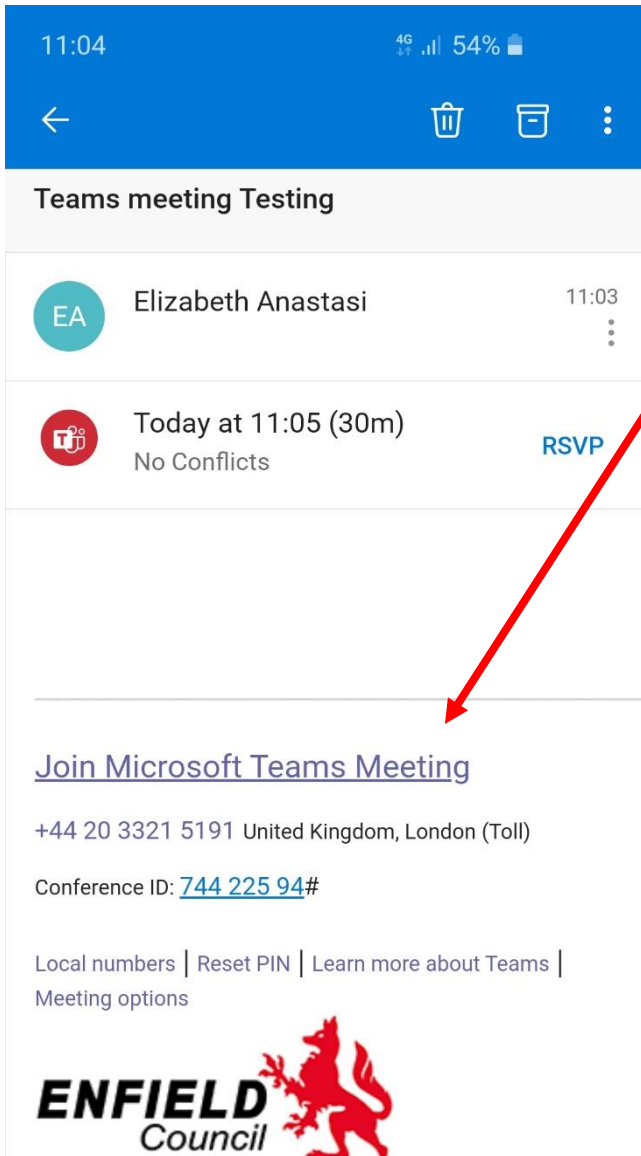 11:04 4G 54%
Teams meeting Testing
EA Elizabeth Anastasi 11:03
Today at 11:05 (30m)
No Conflicts RSVP
Join Microsoft Teams Meeting
+44 20 3321 5191 United Kingdom, London (Toll)
Conference ID: 744 225 94#
Local numbers | Reset PIN | Learn more about Teams |
Meeting options
ENFIELD
Council